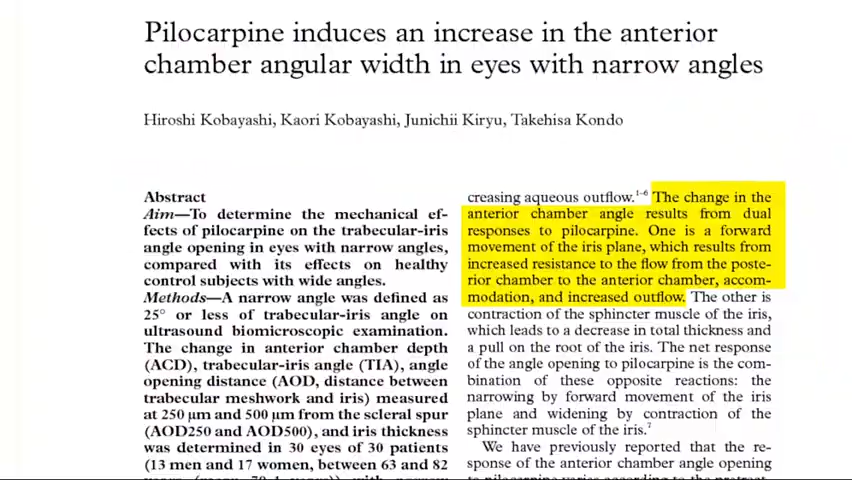 Pilocarpine induces an increase in the anterior
chamber angular width in eyes with narrow angles
Hiroshi Kobayashi, Kaori Kobayashi, Junichii Kiryu, Takehisa Kondo
Abstract
Aim—To determine the mechanical ef-
fects of pilocarpine on the trabecular-iris
angle opening in eyes with narrow angles,
compared with its effects on healthy
control subjects with wide angles.
Methods—A narrow angle was defined as
25° or less of trabecular-iris angle on
ultrasound biomicroscopic examination.
The change in anterior chamber depth
(ACD), trabecular-iris angle (TIA), angle
opening distance (AOD, distance between
trabecular meshwork and iris) measured
at 250 µm and 500 µm from the scleral spur
(AOD250 and AOD500), and iris thickness
was determined in 30 eyes of 30 patients
(13 men and 17 women, between 63 and 82
creasing aqueous outflow.¹⁻⁶ The change in the
anterior chamber angle results from dual
responses to pilocarpine. One is a forward
movement of the iris plane, which results from
increased resistance to the flow from the poste-
rior chamber to the anterior chamber, accom-
modation, and increased outflow. The other is
contraction of the sphincter muscle of the iris,
which leads to a decrease in total thickness and
a pull on the root of the iris. The net response
of the angle opening to pilocarpine is the com-
bination of these opposite reactions: the
narrowing by forward movement of the iris
plane and widening by contraction of the
sphincter muscle of the iris.⁷
We have previously reported that the re-
sponse of the anterior chamber angle opening